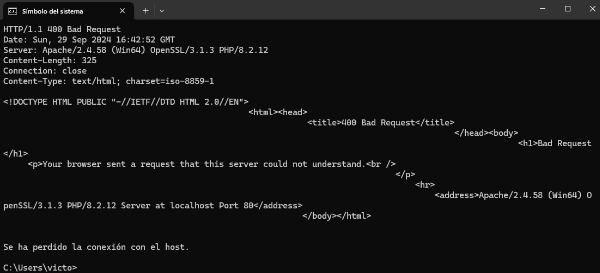 Símbolo del sistema
HTTP/1.1 400 Bad Request
Date: Sun, 29 Sep 2024 16:42:52 GMT
Server: Apache/2.4.58 (Win64) OpenSSL/3.1.3 PHP/8.2.12
Content-Length: 325
Connection: close
Content-Type: text/html; charset=iso-8859-1
<!DOCTYPE HTML PUBLIC "-//IETF//DTD HTML 2.0//EN">
<html><head>
<title>400 Bad Request</title>
</head><body>
<h1>Bad Request
</h1>
<p>Your browser sent a request that this server could not understand.<br />
</p>
<hr>
<address>Apache/2.4.58 (Win64) O
penSSL/3.1.3 PHP/8.2.12 Server at localhost Port 80</address>
</body></html>
Se ha perdido la conexión con el host.
C:\Users\victo>